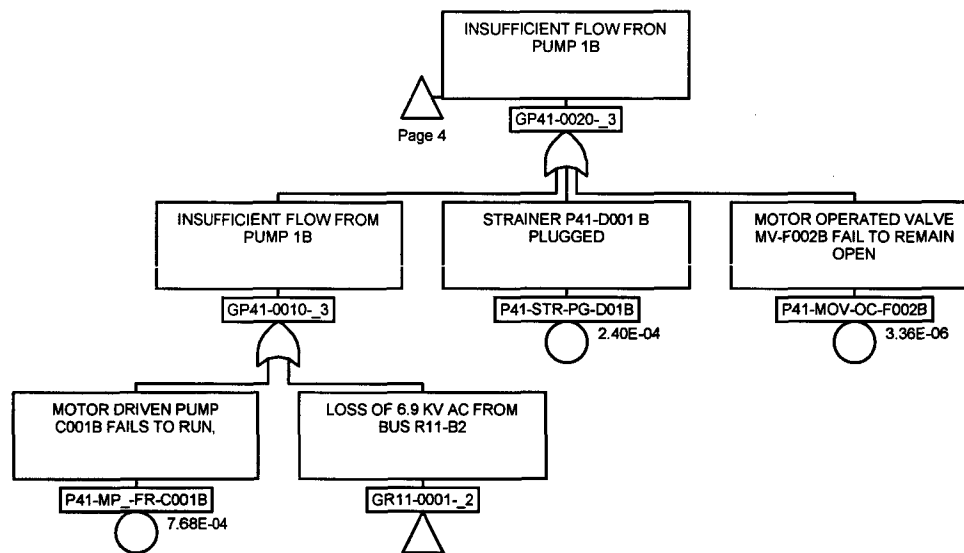 INSUFFICIENT FLOW FRON
PUMP 1B
Page 4
GP41-0020-_3
INSUFFICIENT FLOW FROM
PUMP 1B
STRAINER P41-D001 B
PLUGGED
MOTOR OPERATED VALVE
MV-F002B FAIL TO REMAIN
OPEN
GP41-0010-_3
P41-STR-PG-D01B
2.40E-04
P41-MOV-OC-F002B
3.36E-06
MOTOR DRIVEN PUMP
C001B FAILS TO RUN,
LOSS OF 6.9 KV AC FROM
BUS R11-B2
P41-MP_-FR-C001B
7.68E-04
GR11-0001-_2